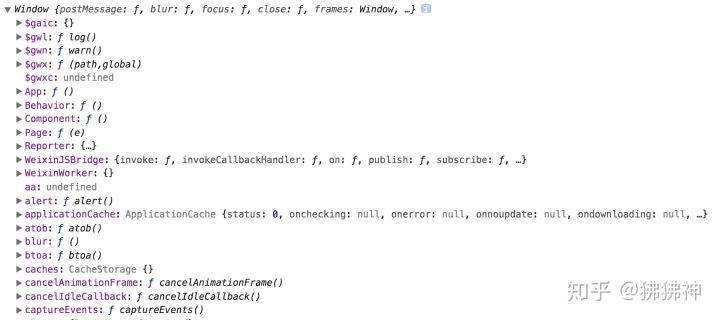 Window {postMessage: ƒ, blur: ƒ, focus: ƒ, close: ƒ, frames: Window, …} i
$gaic: {}
$gwl: ƒ log()
$gwn: ƒ warn()
$gwx: ƒ (path,global)
$gwxc: undefined
App: ƒ ()
Behavior: ƒ ()
Component: ƒ ()
Page: ƒ (e)
Reporter: {…}
WeixinJSBridge: {invoke: ƒ, invokeCallbackHandler: ƒ, on: ƒ, publish: ƒ, subscribe: ƒ, …}
WeixinWorker: {}
aa: undefined
alert: ƒ alert()
applicationCache: ApplicationCache {status: 0, onchecking: null, onerror: null, onnoupdate: null, ondownloading: null, …}
atob: ƒ atob()
blur: ƒ ()
btoa: ƒ btoa()
caches: CacheStorage {}
cancelAnimationFrame: ƒ cancelAnimationFrame()
cancelIdleCallback: ƒ cancelIdleCallback()
captureEvents: ƒ captureEvents()
知乎 @狒狒神